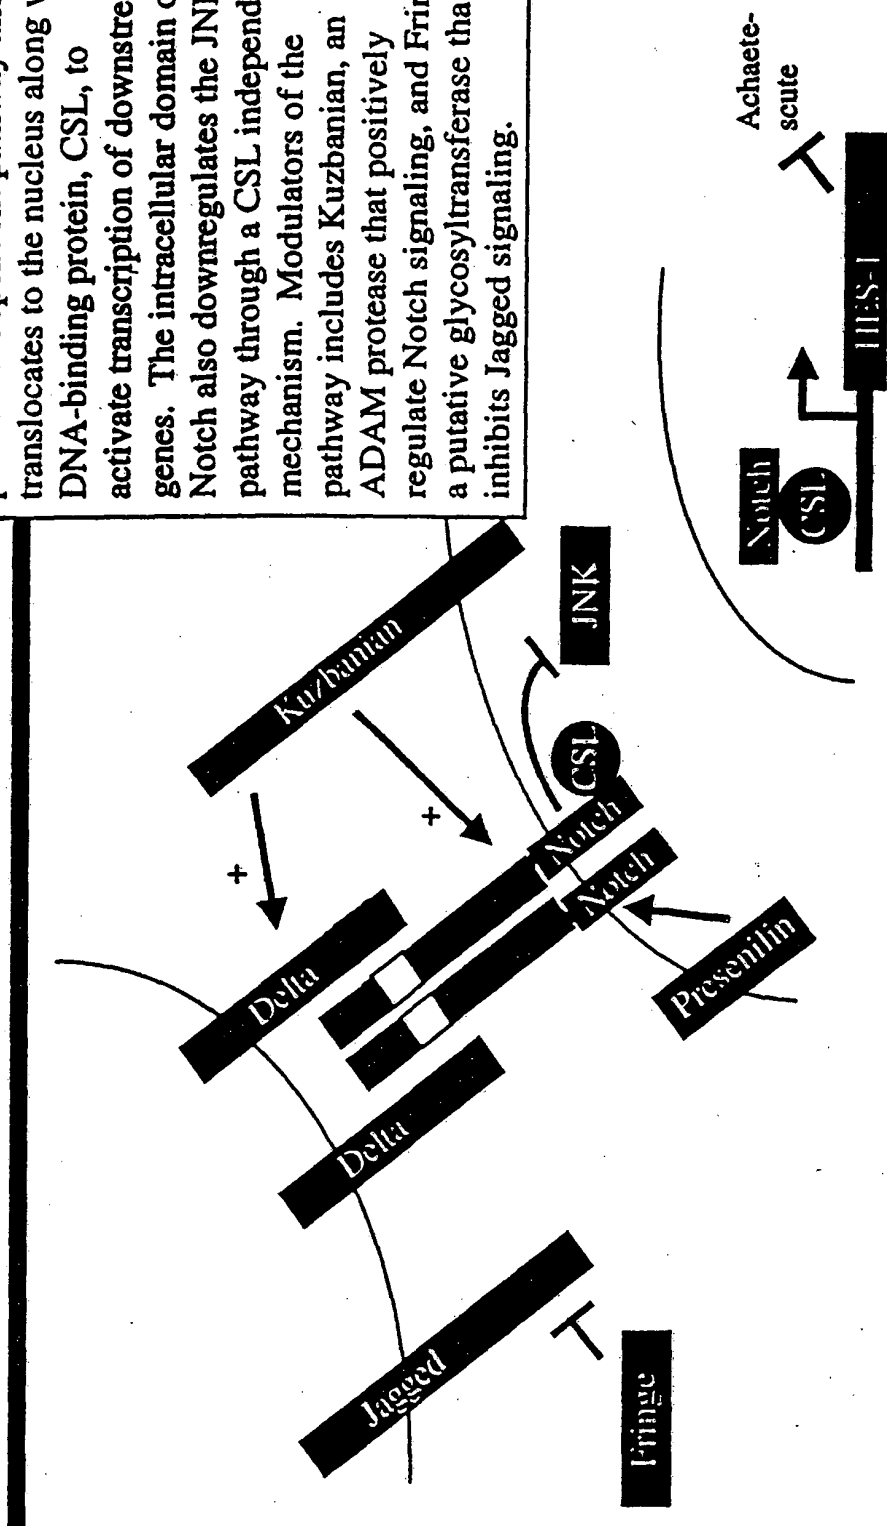 translocates to the nucleus along
DNA-binding protein, CSL, to
activate transcription of downstre
genes. The intracellular domain
Notch also downregulates the JNK
pathway through a CSL independ
mechanism. Modulators of the
pathway includes Kuzbanian, an
ADAM protease that positively
regulate Notch signaling, and Frin
a putative glycosyltransferase tha
inhibits Jagged signaling.
Kuzbanian
+
+
Delta
Delta
Jagged
Fringe
Notch
Notch
CSL
JNK
Presenilin
Notch
CSL
HES-1
Achaete-
scute